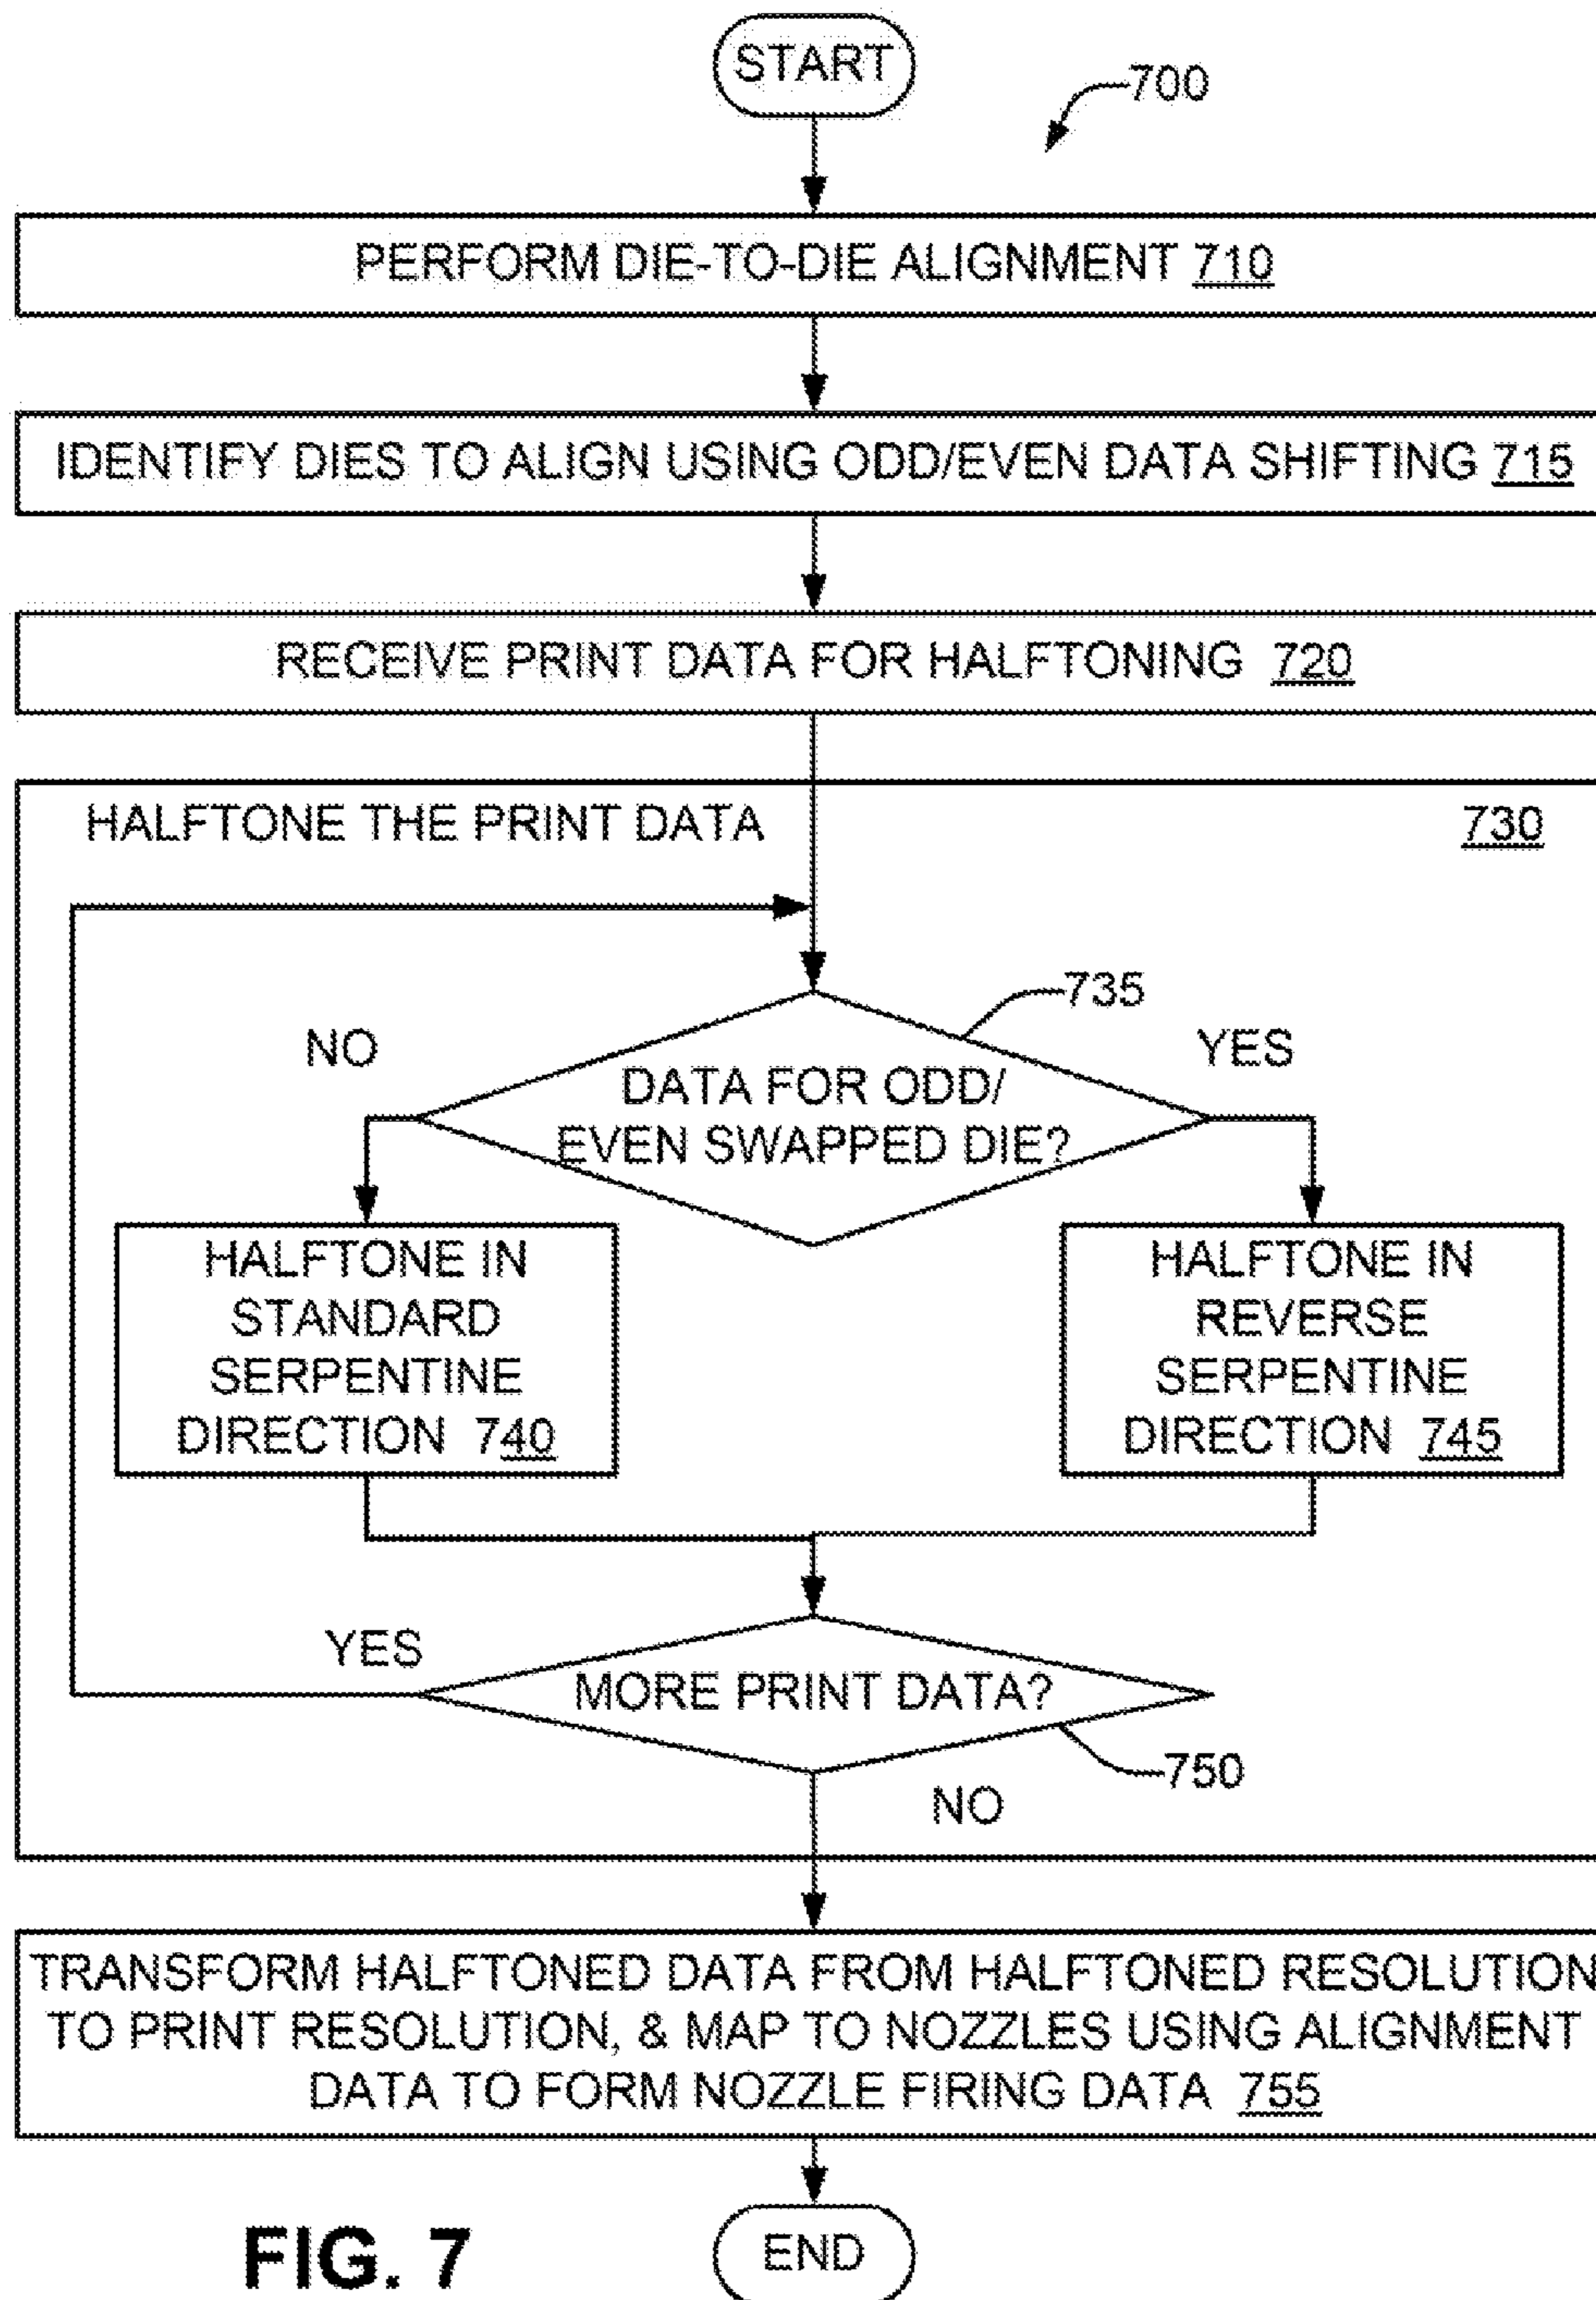 START
700
PERFORM DIE-TO-DIE ALIGNMENT 710
IDENTIFY DIES TO ALIGN USING ODD/EVEN DATA SHIFTING 715
RECEIVE PRINT DATA FOR HALFTONING 720
HALFTONE THE PRINT DATA 730
735
NO
YES
DATA FOR ODD/
EVEN SWAPPED DIE?
HALFTONE IN
STANDARD
SERPENTINE
DIRECTION 740
HALFTONE IN
REVERSE
SERPENTINE
DIRECTION 745
YES
MORE PRINT DATA?
750
NO
TRANSFORM HALFTONED DATA FROM HALFTONED RESOLUTION
TO PRINT RESOLUTION, & MAP TO NOZZLES USING ALIGNMENT
DATA TO FORM NOZZLE FIRING DATA 755
FIG. 7
END